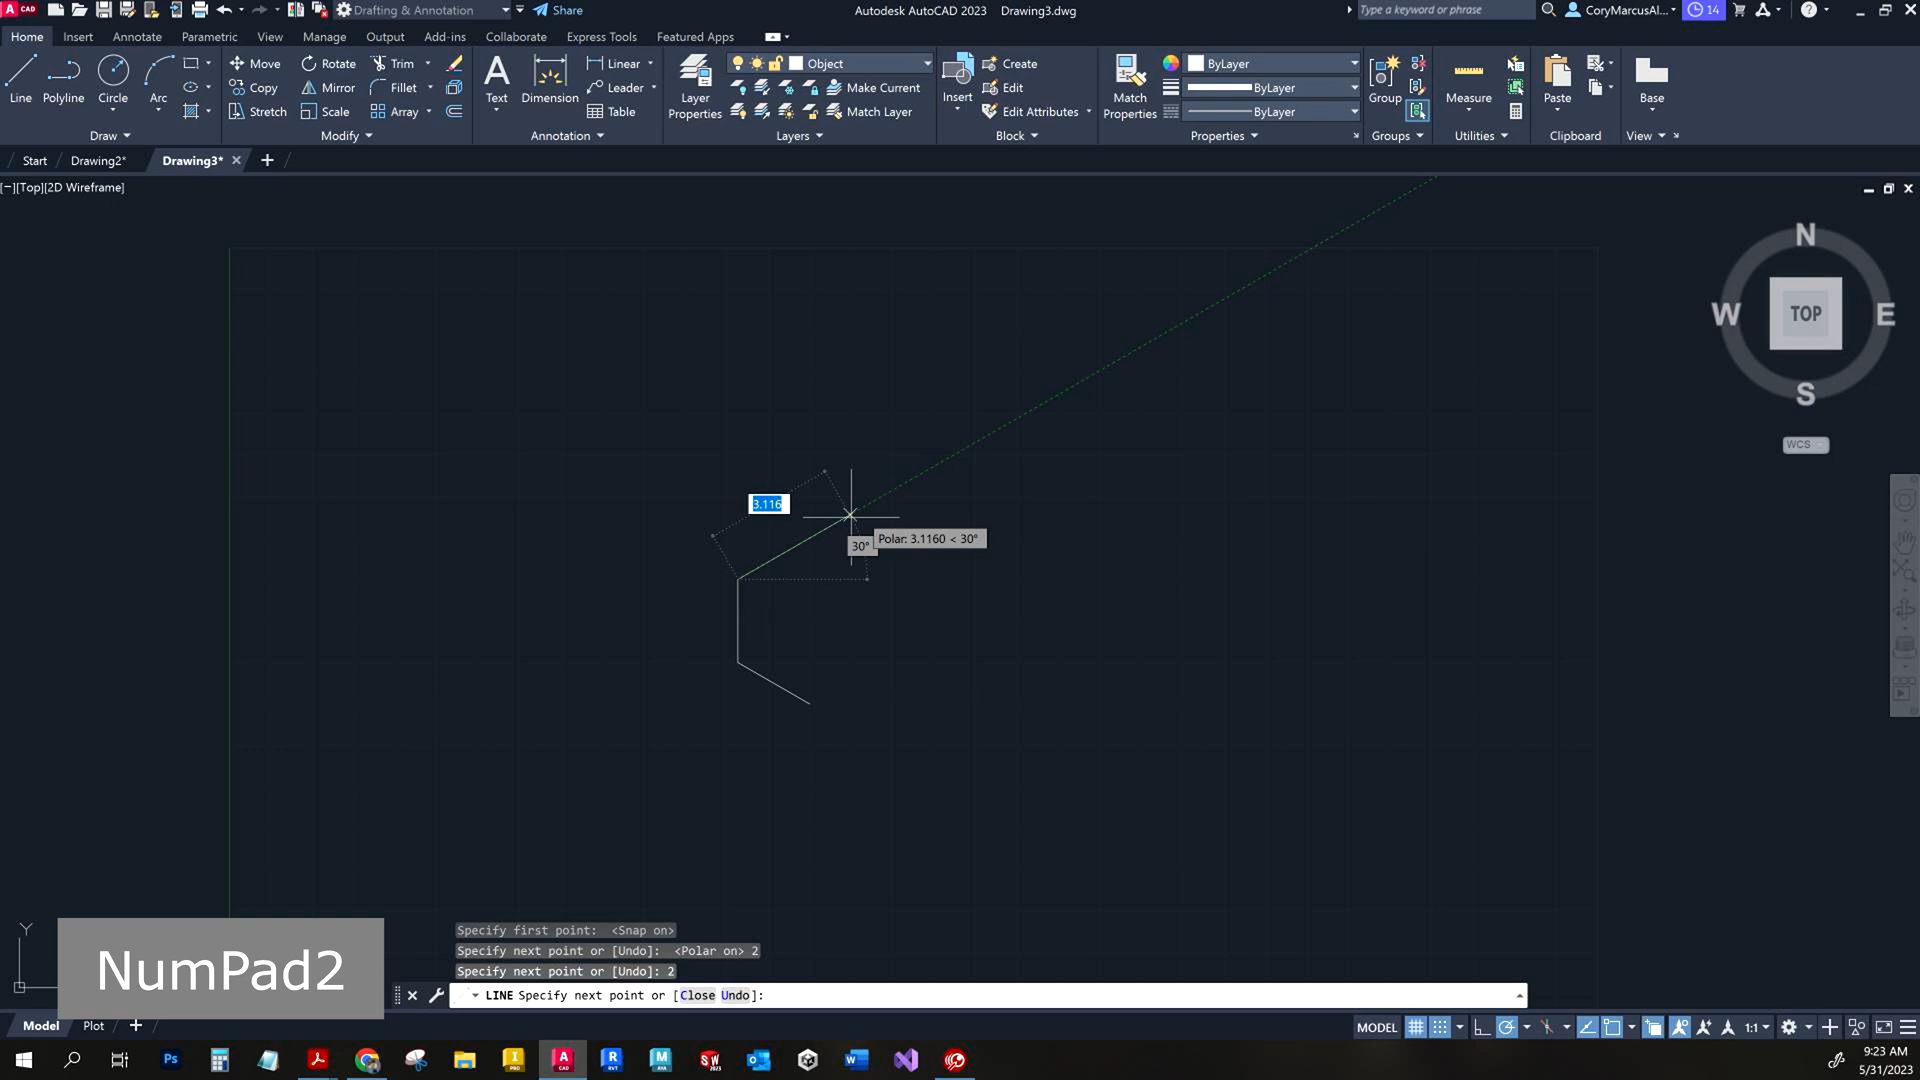 A CAD Drafting & Annotation Share Autodesk AutoCAD 2023 Drawing3.dwg Type a keyword or phrase CoryMarcusAl... 14
Home Insert Annotate Parametric View Manage Output Add-ins Collaborate Express Tools Featured Apps
Move Rotate Trim Linear Object Create ByLayer
Copy Mirror Fillet Leader Make Current Edit ByLayer
Line Polyline Circle Arc Text Dimension Layer Properties Insert Match Properties Group Measure Paste Base
Stretch Scale Array Table Match Layer Edit Attributes ByLayer
Draw Modify Annotation Layers Block Properties Groups Utilities Clipboard View
Start Drawing2* Drawing3*
[−][Top][2D Wireframe]
N
W TOP E
S
WCS
3.116
30° Polar: 3.1160 < 30°
Y
NumPad2
Specify first point:  <Snap on>
Specify next point or [Undo]:  <Polar on> 2
Specify next point or [Undo]: 2
LINE Specify next point or [Close Undo]:
Model Plot MODEL 1:1
9:23 AM
5/31/2023